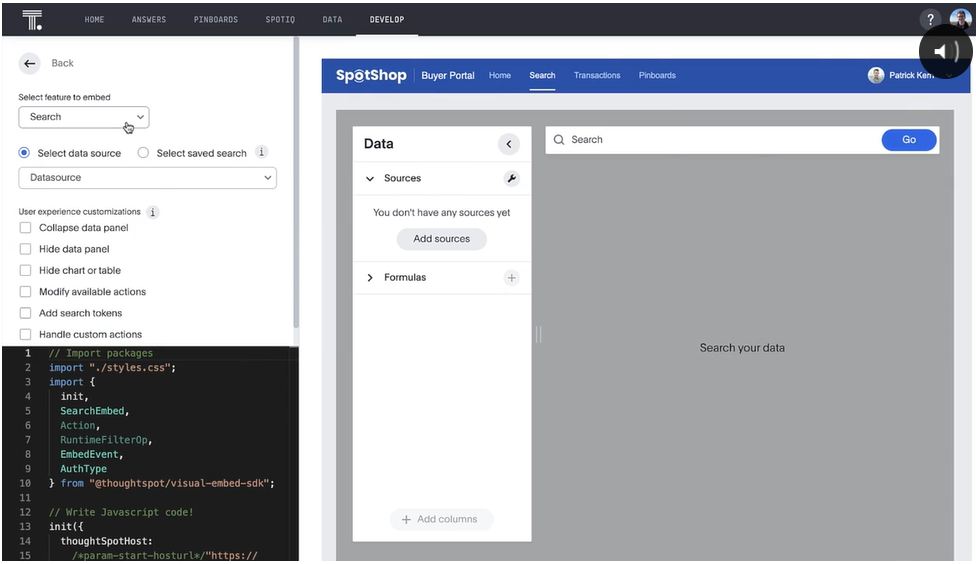 T.
HOME ANSWERS PINBOARDS SPOTIQ DATA DEVELOP ?
Back
Select feature to embed
Search
Select data source Select saved search i
Datasource
User experience customizations i
Collapse data panel
Hide data panel
Hide chart or table
Modify available actions
Add search tokens
Handle custom actions
1 // Import packages
2 import "./styles.css";
3 import {
4 init,
5 SearchEmbed,
6 Action,
7 RuntimeFilterOp,
8 EmbedEvent,
9 AuthType
10 } from "@thoughtspot/visual-embed-sdk";
11
12 // Write Javascript code!
13 init({
14 thoughtSpotHost:
15 /*param-start-hosturl*/"https://
SpotShop Buyer Portal Home Search Transactions Pinboards Patrick
Data
Search Go
Sources
You don't have any sources yet
Add sources
Formulas +
Search your data
+ Add columns